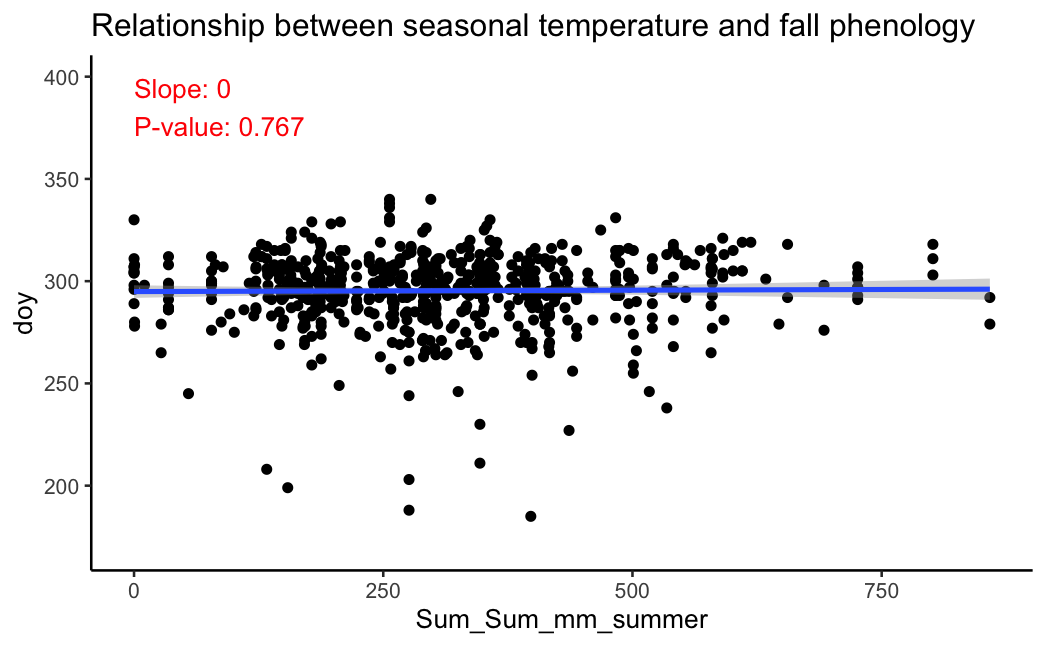 Relationship between seasonal temperature and fall phenology
400
Slope: 0
P-value: 0.767
350
300
doy
250
200
0 250 500 750
Sum_Sum_mm_summer